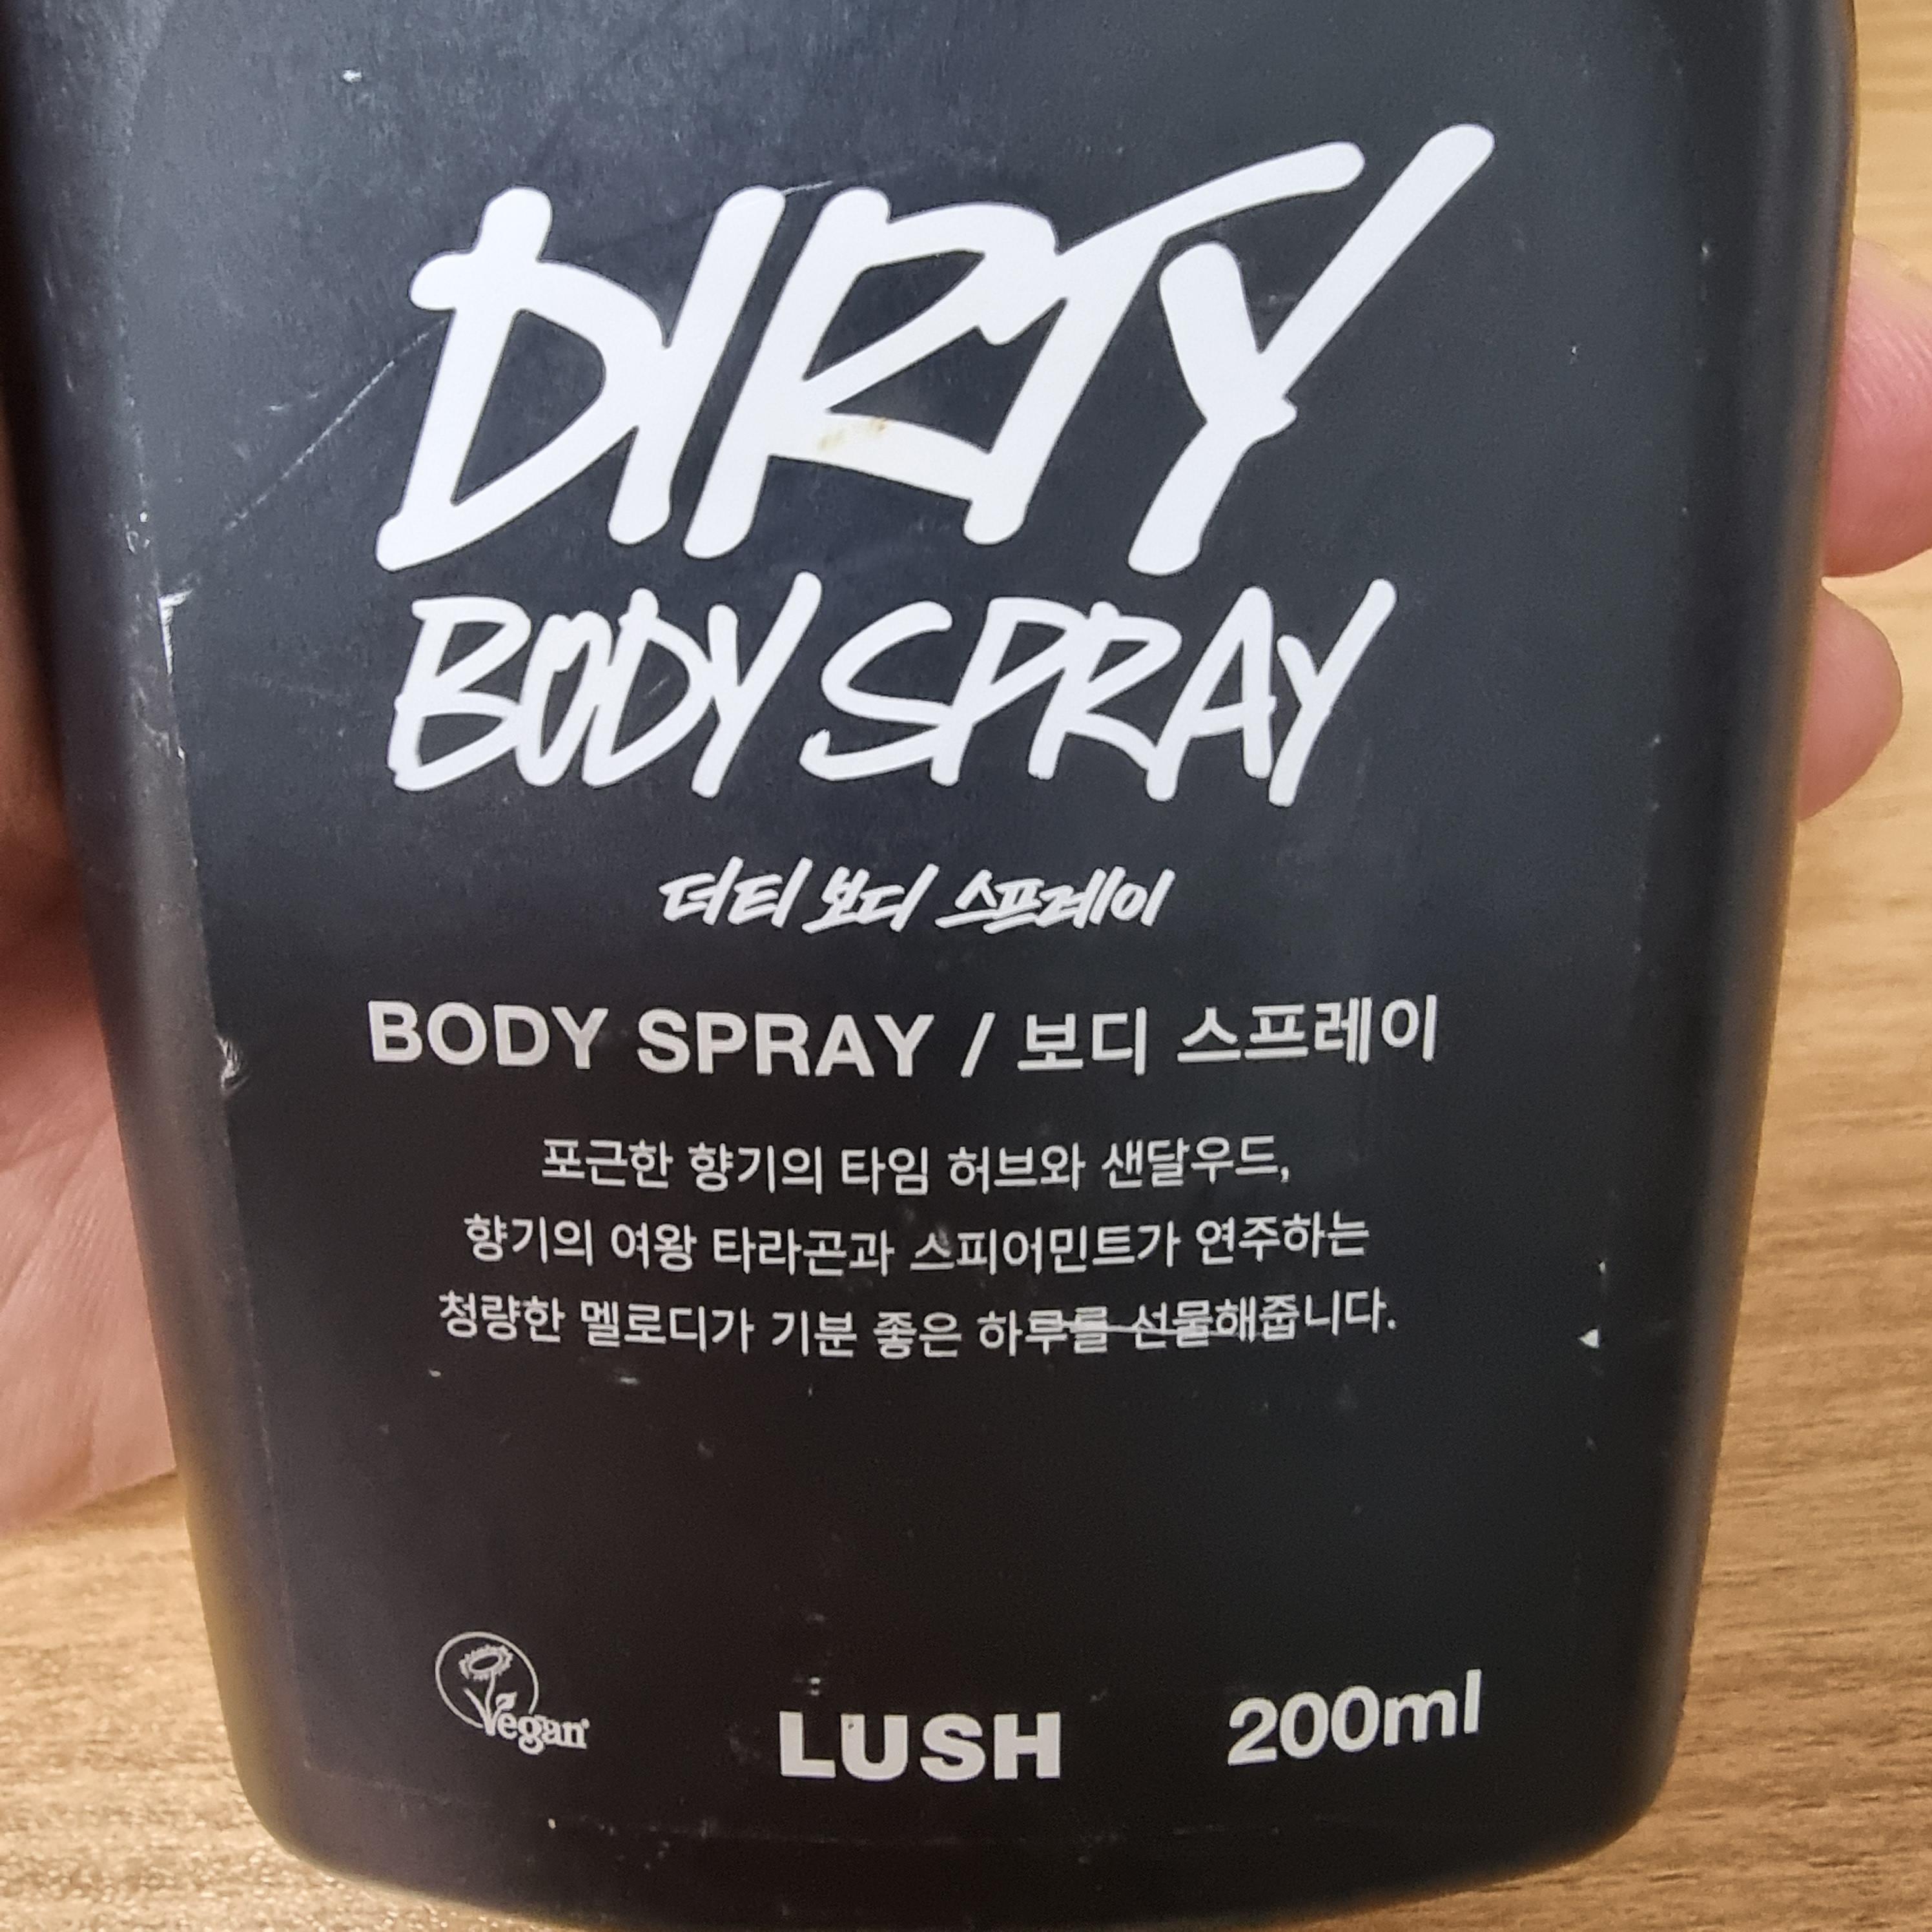 DIRTY
BODY SPRAY
더티 보디 스프레이
BODY SPRAY / 보디 스프레이
포근한 향기의 타임 허브와 샌달우드,
향기의 여왕 타라곤과 스피어민트가 연주하는
청량한 멜로디가 기분 좋은 하루를 선물해줍니다.
Vegan
LUSH
200ml